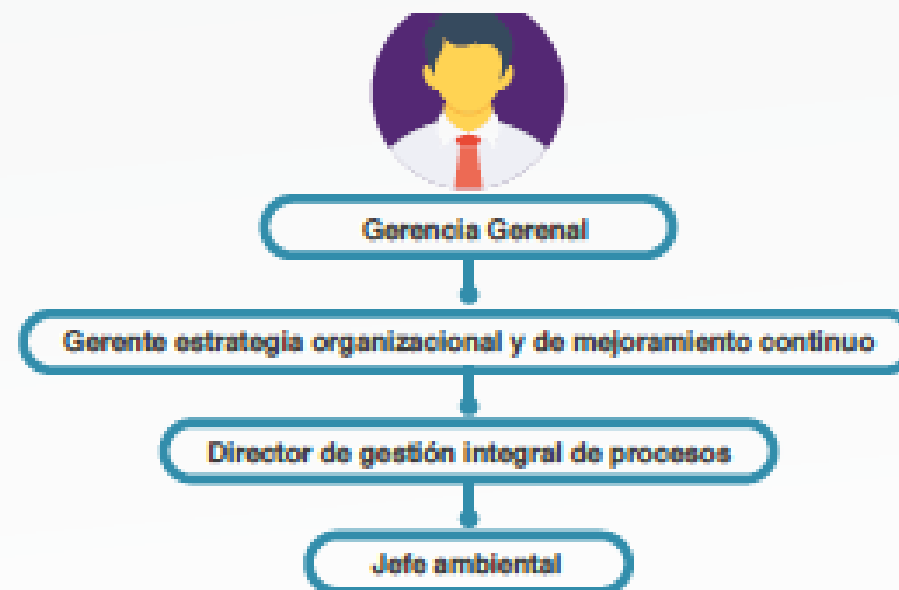 Gerencia Gerenal
Gerente estrategia organizacional y de mejoramiento continuo
Director de gestión integral de procesos
Jefe ambiental